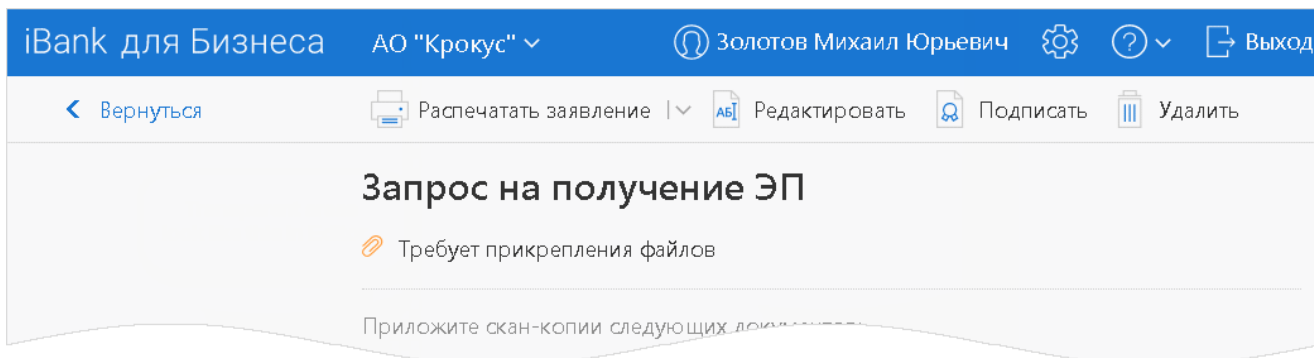 iBank для Бизнеса АО "Крокус" Золотов Михаил Юрьевич ? Выход
Вернуться Распечатать заявление АБ Редактировать Подписать Удалить
Запрос на получение ЭП
Требует прикрепления файлов
Приложите скан-копии следующих